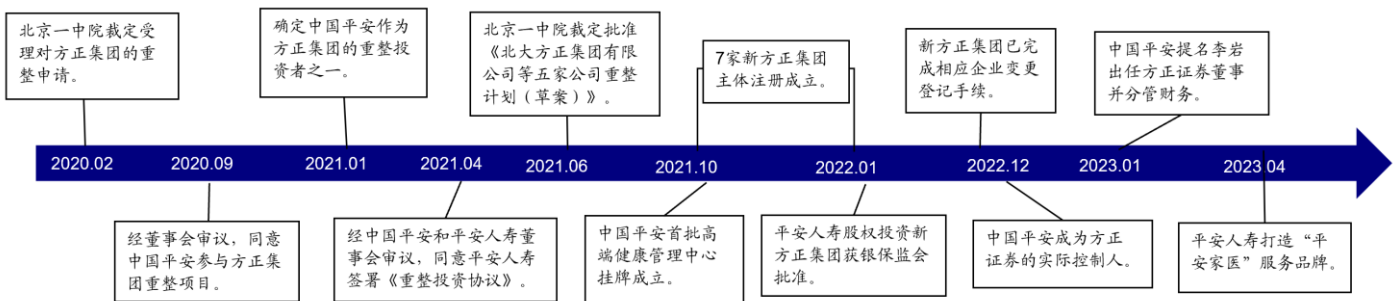 北京一中院裁定受
理对方正集团的重
整申请。
确定中国平安作为
方正集团的重整投
资者之一。
北京一中院裁定批准
《北大方正集团有限
公司等五家公司重整
计划（草案）》。
7家新方正集团
主体注册成立。
新方正集团已完
成相应企业变更
登记手续。
中国平安提名李岩
出任方正证券董事
并分管财务。
2020.02
2020.09
2021.01
2021.04
2021.06
2021.10
2022.01
2022.12
2023.01
2023.04
经董事会审议，同意
中国平安参与方正集
团重整项目。
经中国平安和平安人寿董
事会审议，同意平安人寿
签署《重整投资协议》。
中国平安首批高
端健康管理中心
挂牌成立。
平安人寿股权投资新
方正集团获银保监会
批准。
中国平安成为方正
证券的实际控制人。
平安人寿打造“平
安家医”服务品牌。